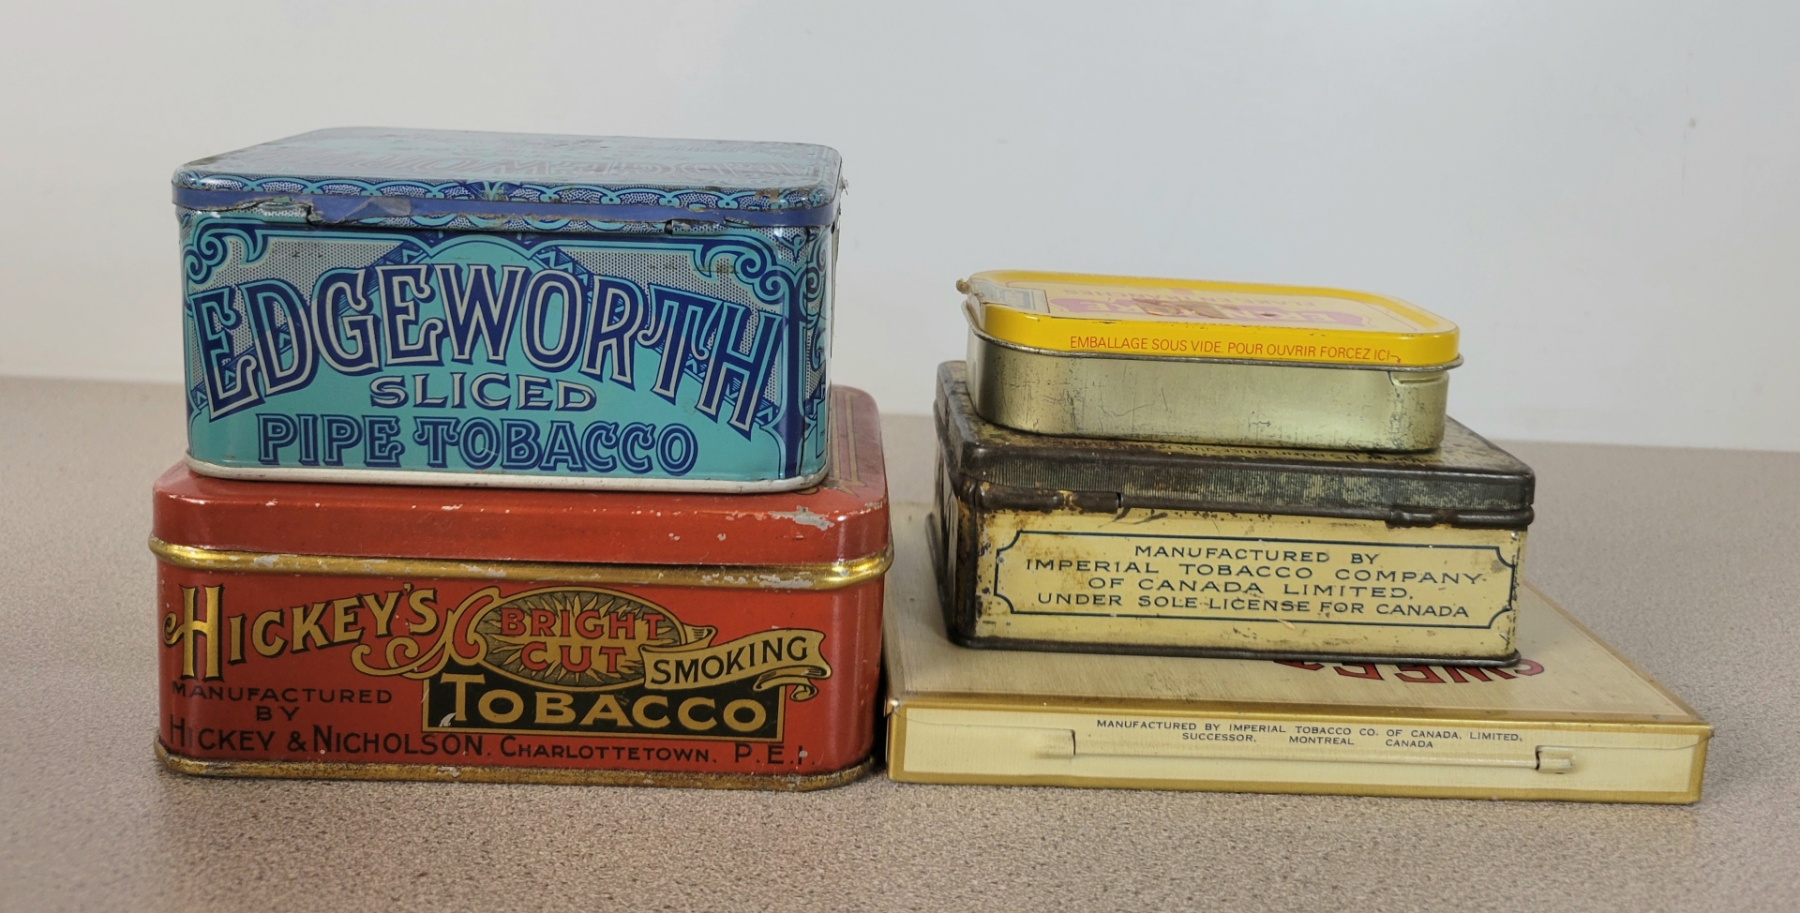 EDGEWORTH
SLICED
PIPE TOBACCO
HICKEY'S
BRIGHT
CUT
SMOKING
TOBACCO
MANUFACTURED
BY
HICKEY & NICHOLSON. CHARLOTTETOWN. P.E.I.
EMBALLAGE SOUS VIDE POUR OUVRIR FORCEZ ICI
MANUFACTURED BY
IMPERIAL TOBACCO COMPANY
OF CANADA LIMITED.
UNDER SOLE LICENSE FOR CANADA
MANUFACTURED BY IMPERIAL TOBACCO CO. OF CANADA, LIMITED,
SUCCESSOR, MONTREAL CANADA